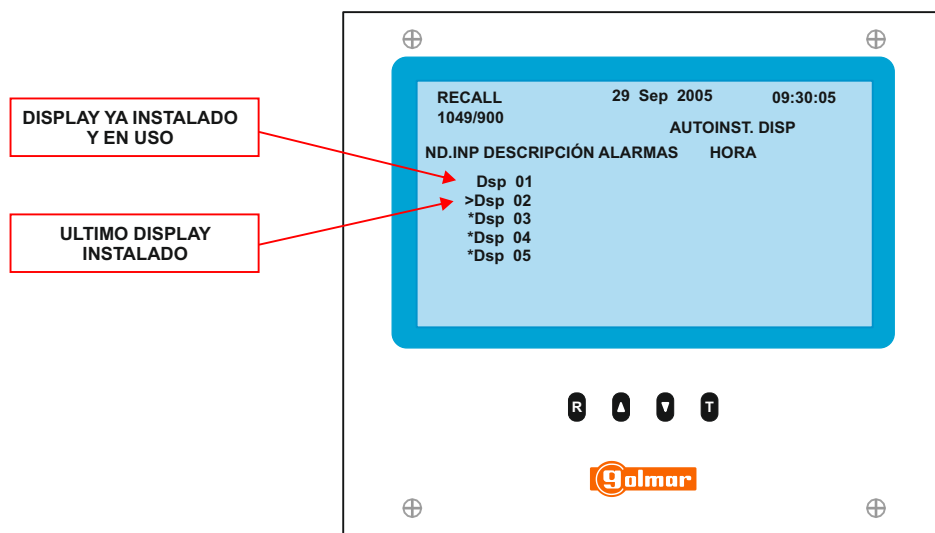 DISPLAY YA INSTALADO
Y EN USO
ULTIMO DISPLAY
INSTALADO
RECALL 29 Sep 2005 09:30:05
1049/900
AUTOINST. DISP
ND.INP DESCRIPCIÓN ALARMAS HORA
Dsp 01
>Dsp 02
*Dsp 03
*Dsp 04
*Dsp 05
R T
golmar